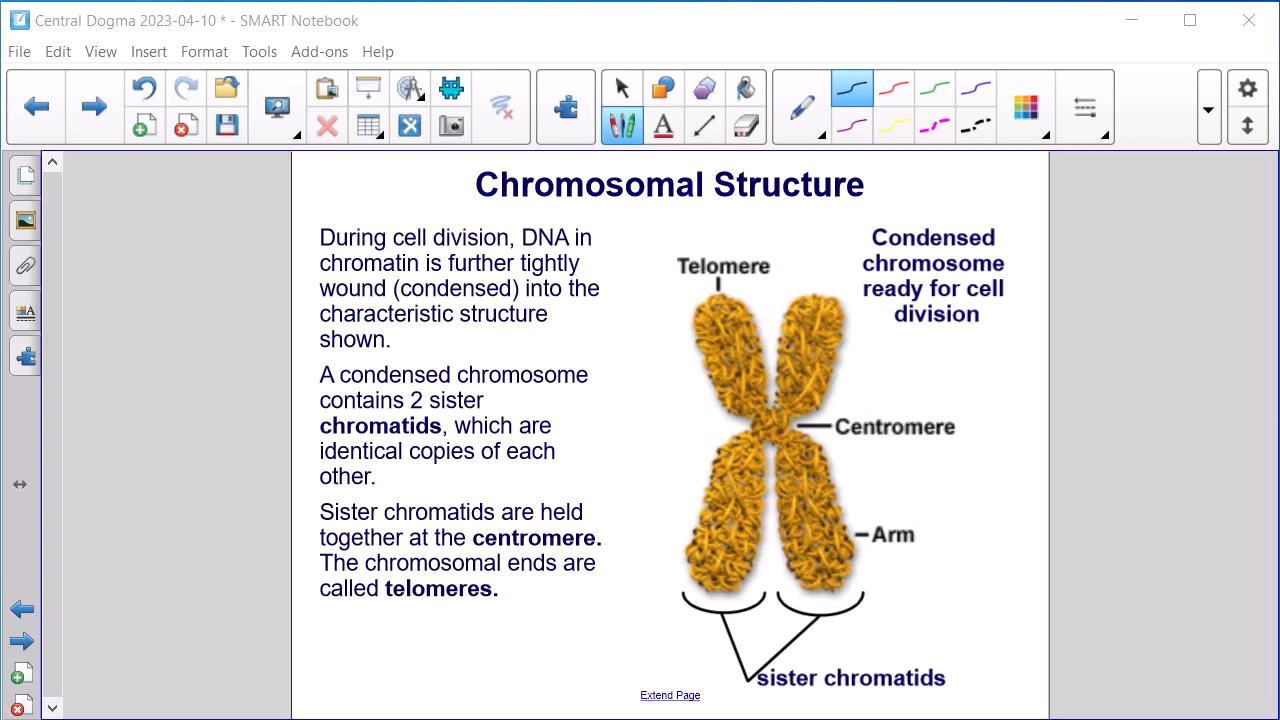 Central Dogma 2023-04-10 * - SMART Notebook
File Edit View Insert Format Tools Add-ons Help
Chromosomal Structure
During cell division, DNA in
chromatin is further tightly
wound (condensed) into the
characteristic structure
shown.
A condensed chromosome
contains 2 sister
chromatids, which are
identical copies of each
other.
Sister chromatids are held
together at the centromere.
The chromosomal ends are
called telomeres.
Condensed
chromosome
ready for cell
division
Telomere
Centromere
Arm
sister chromatids
Extend Page